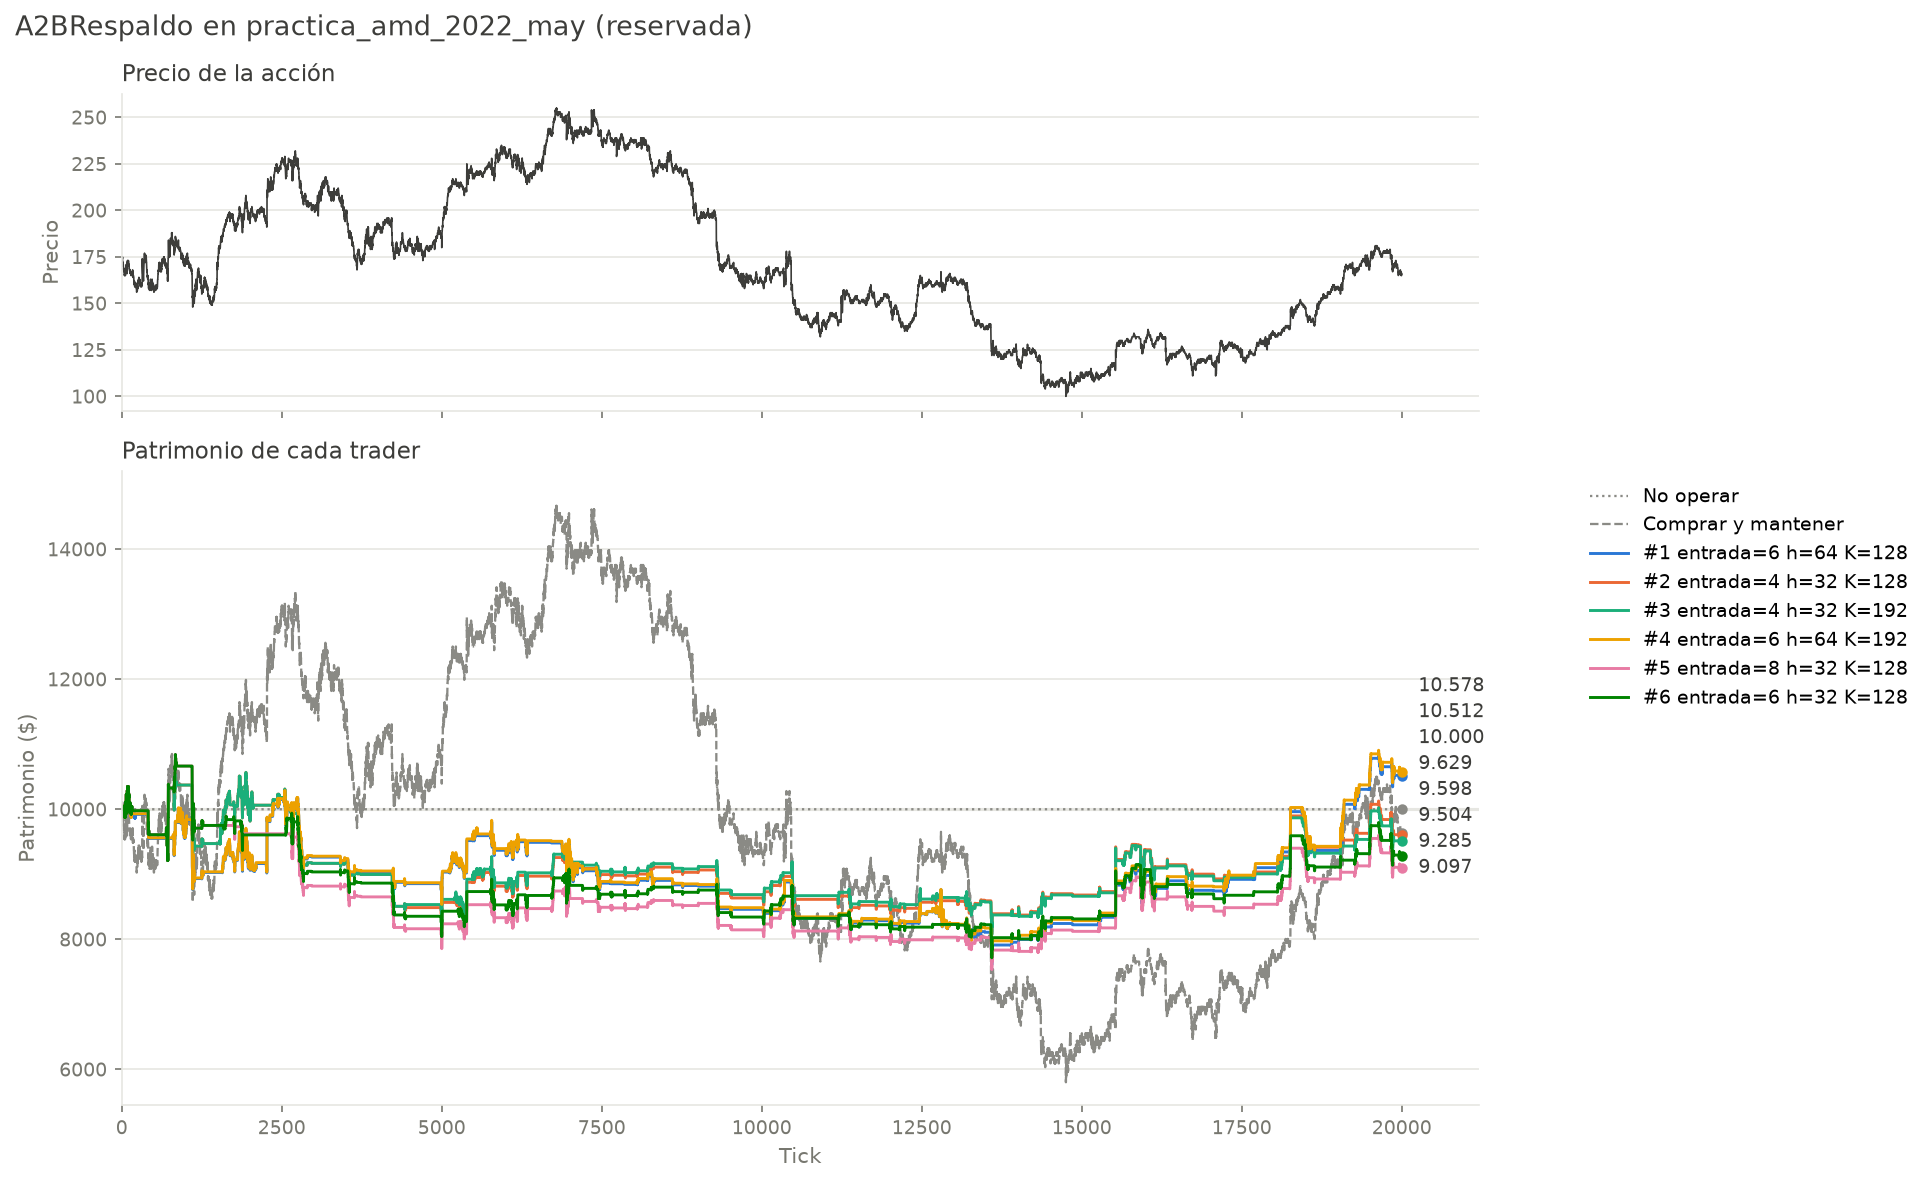 A2BRespaldo en practica_amd_2022_may (reservada)
Precio de la acción
Precio
250
225
200
175
150
125
100
Patrimonio de cada trader
Patrimonio ($)
14000
12000
10000
8000
6000
0
2500
5000
7500
10000
12500
15000
17500
20000
Tick
10.578
10.512
10.000
9.629
9.598
9.504
9.285
9.097
No operar
Comprar y mantener
#1 entrada=6 h=64 K=128
#2 entrada=4 h=32 K=128
#3 entrada=4 h=32 K=192
#4 entrada=6 h=64 K=192
#5 entrada=8 h=32 K=128
#6 entrada=6 h=32 K=128